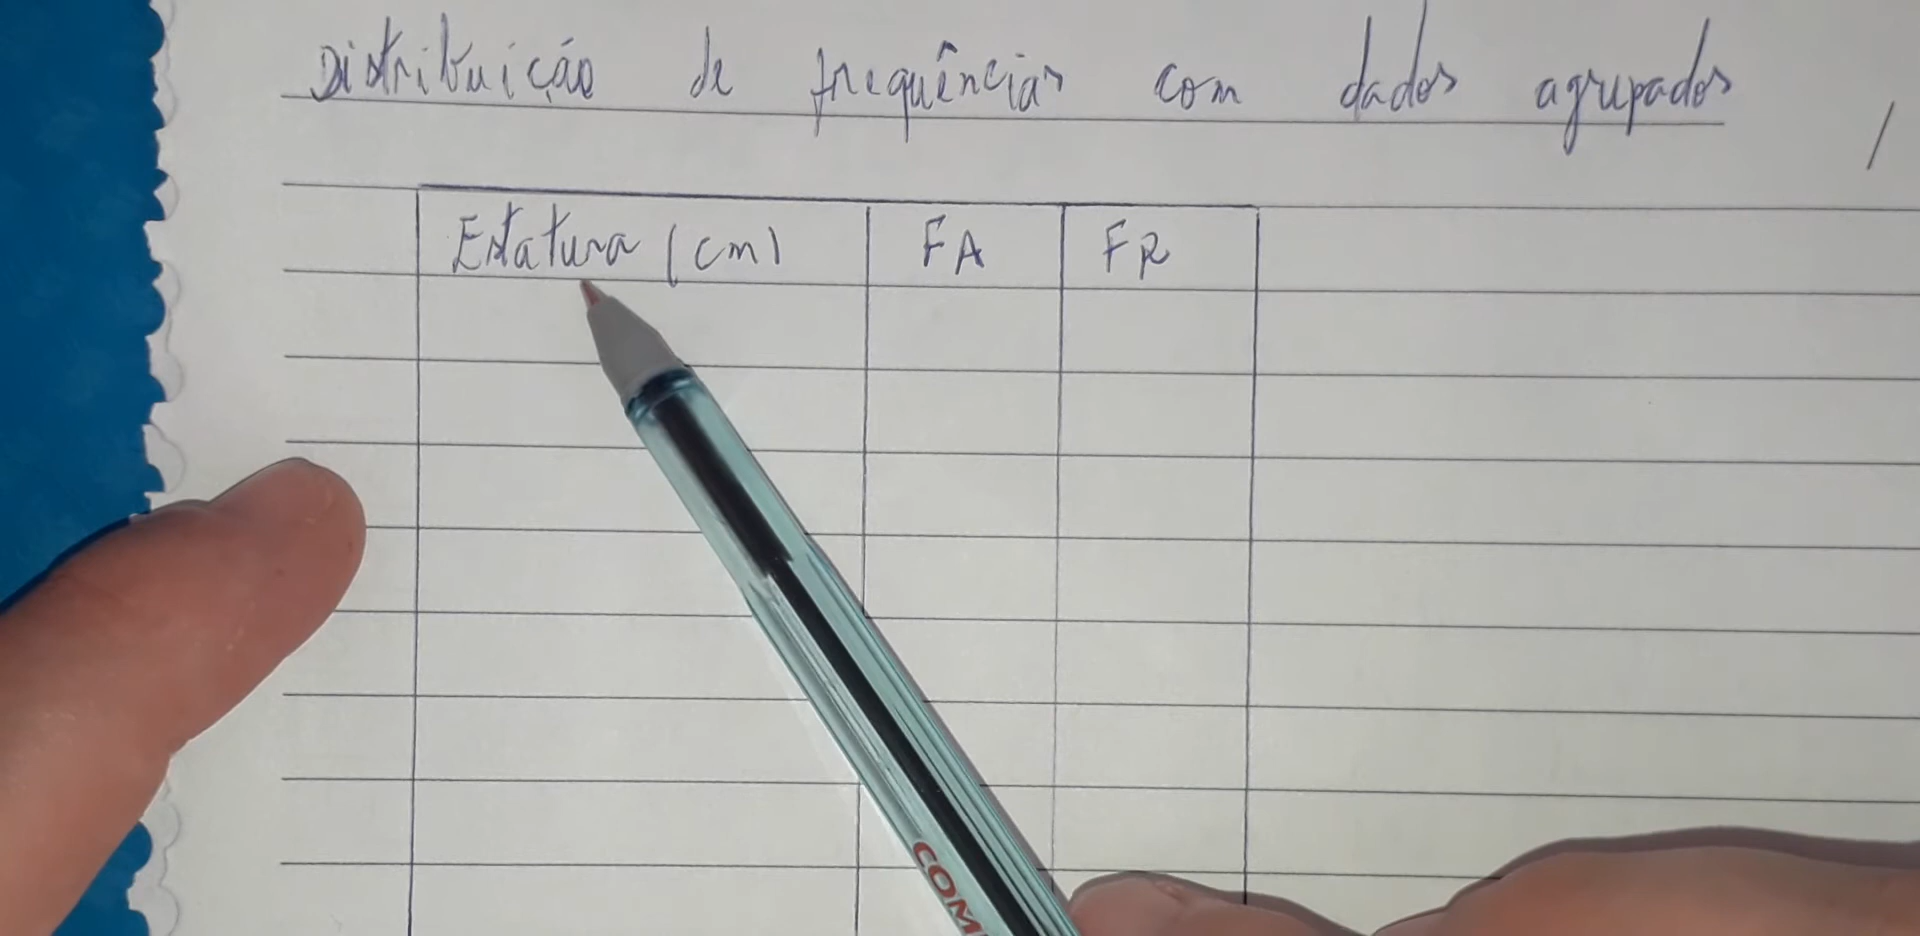 Distribuição de frequências com dados agrupados
Estatura (cm) FA FR
COM